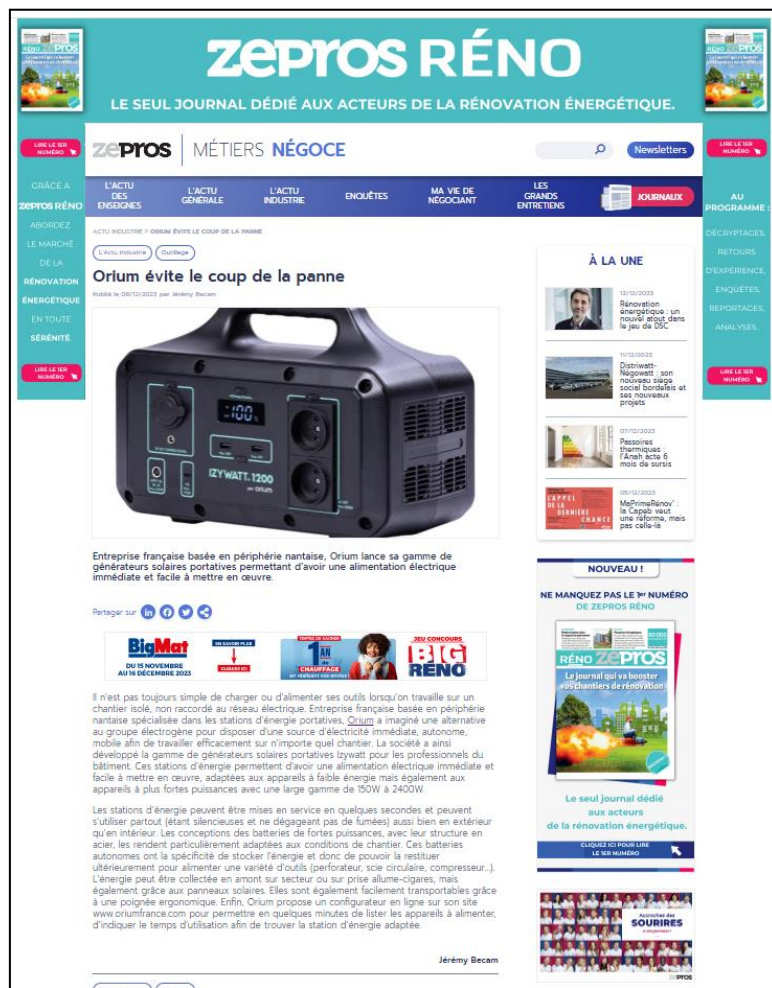 zepros RÉNO
LE SEUL JOURNAL DÉDIÉ AUX ACTEURS DE LA RÉNOVATION ÉNERGÉTIQUE.
LIRE LE 1ER
NUMÉRO
GRÂCE A
zepros RÉNO
ABORDEZ
LE MARCHÉ
DE LA
RÉNOVATION
ÉNERGÉTIQUE
EN TOUTE
SÉRÉNITÉ
LIRE LE 1ER
NUMÉRO
zepros MÉTIERS NÉGOCE
Newsletters
L'ACTU
DES
ENSEIGNES
L'ACTU
GÉNÉRALE
L'ACTU
INDUSTRIE
ENQUÊTES
MA VIE DE
NÉGOCIANT
LES
GRANDS
ENTRETIENS
JOURNAUX
ACTU INDUSTRIE > ORIUM ÉVITE LE COUP DE LA PANNE
L'Actu Industrie
Outillage
Orium évite le coup de la panne
Publié le 08/12/2023 par Jérémy Becam
100
IZYWATT 1200
par orium
Entreprise française basée en périphérie nantaise, Orium lance sa gamme de
générateurs solaires portatives permettant d'avoir une alimentation électrique
immédiate et facile à mettre en œuvre.
Partager sur
BigMat
DU 15 NOVEMBRE
AU 16 DÉCEMBRE 2023
EN SAVOIR PLUS
CLIQUEZ ICI
TENTEZ DE GAGNER
1 AN
de
CHAUFFAGE
en réalisant vos envies !
JEU CONCOURS
BIG
RENO
Il n'est pas toujours simple de charger ou d'alimenter ses outils lorsqu'on travaille sur un
chantier isolé, non raccordé au réseau électrique. Entreprise française basée en périphérie
nantaise spécialisée dans les stations d'énergie portatives, Orium a imaginé une alternative
au groupe électrogène pour disposer d'une source d'électricité immédiate, autonome,
mobile afin de travailler efficacement sur n'importe quel chantier. La société a ainsi
développé la gamme de générateurs solaires portatives Izywatt pour les professionnels du
bâtiment. Ces stations d'énergie permettent d'avoir une alimentation électrique immédiate et
facile à mettre en œuvre, adaptées aux appareils à faible énergie mais également aux
appareils à plus fortes puissances avec une large gamme de 150W à 2400W.
Les stations d'énergie peuvent être mises en service en quelques secondes et peuvent
s'utiliser partout (étant silencieuses et ne dégageant pas de fumées) aussi bien en extérieur
qu'en intérieur. Les conceptions des batteries de fortes puissances, avec leur structure en
acier, les rendent particulièrement adaptées aux conditions de chantier. Ces batteries
autonomes ont la spécificité de stocker l'énergie et donc de pouvoir la restituer
ultérieurement pour alimenter une variété d'outils (perforateur, scie circulaire, compresseur...).
L'énergie peut être collectée en amont sur secteur ou sur prise allume-cigares, mais
également grâce aux panneaux solaires. Elles sont également facilement transportables grâce
à une poignée ergonomique. Enfin, Orium propose un configurateur en ligne sur son site
www.oriumfrance.com pour permettre en quelques minutes de lister les appareils à alimenter,
d'indiquer le temps d'utilisation afin de trouver la station d'énergie adaptée.
Jérémy Becam
À LA UNE
12/12/2023
Rénovation
énergétique : un
nouvel atout dans
le jeu de DSC
11/12/2023
Distriwatt-
Négowatt : son
nouveau siège
social bordelais et
ses nouveaux
projets
07/12/2023
Passoires
thermiques :
l'Anah acte 6
mois de sursis
L'APPEL
DE LA
DERNIÈRE
CHANCE
05/12/2023
MaPrimeRénov' :
la Capeb veut
une réforme, mais
pas celle-là
NOUVEAU !
NE MANQUEZ PAS LE 1er NUMÉRO
DE ZEPROS RÉNO
RÉNO zepros
Le journal qui va booster
vos chantiers de rénovation
Le seul journal dédié
aux acteurs
de la rénovation énergétique.
CLIQUEZ ICI POUR LIRE
LE 1ER NUMÉRO
Accrochez des
SOURIRES
zepros
LIRE LE 1ER
NUMÉRO
AU
PROGRAMME :
DÉCRYPTAGES,
RETOURS
D'EXPÉRIENCE,
ENQUÊTES,
REPORTAGES,
ANALYSES.
LIRE LE 1ER
NUMÉRO